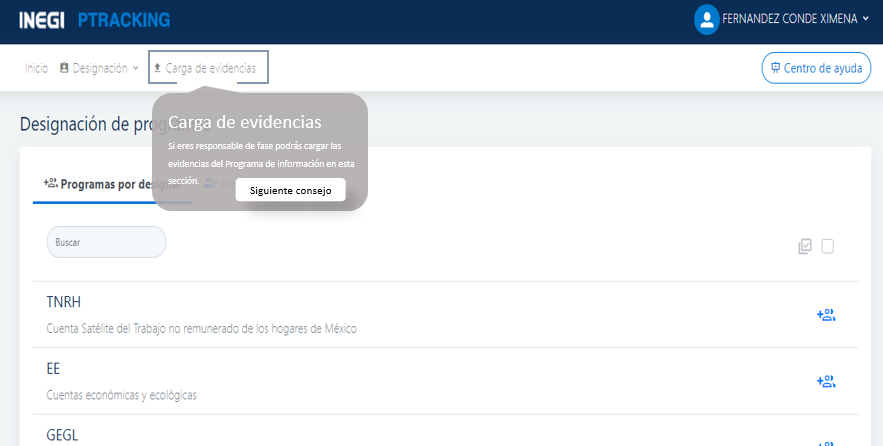 INEGI PTRACKING
FERNANDEZ CONDE XIMENA
Inicio
Designación
Carga de evidencias
Centro de ayuda
Designación de
Carga de evidencias
Si eres responsable de fase podrás cargar las
evidencias del Programa de información en esta
sección.
Siguiente consejo
Programas por designar
Buscar
TNRH
Cuenta Satélite del Trabajo no remunerado de los hogares de México
EE
Cuentas económicas y ecológicas
GEGL